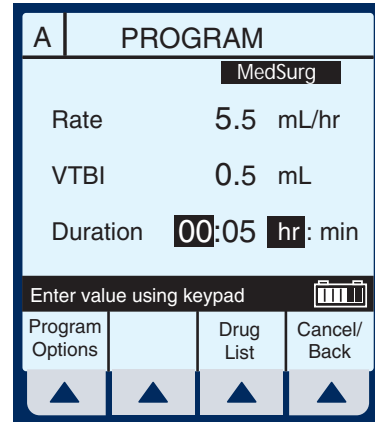 A PROGRAM
MedSurg
Rate 5.5 mL/hr
VTBI 0.5 mL
Duration 00:05 hr : min
Enter value using keypad
Program Options
Drug List
Cancel/ Back